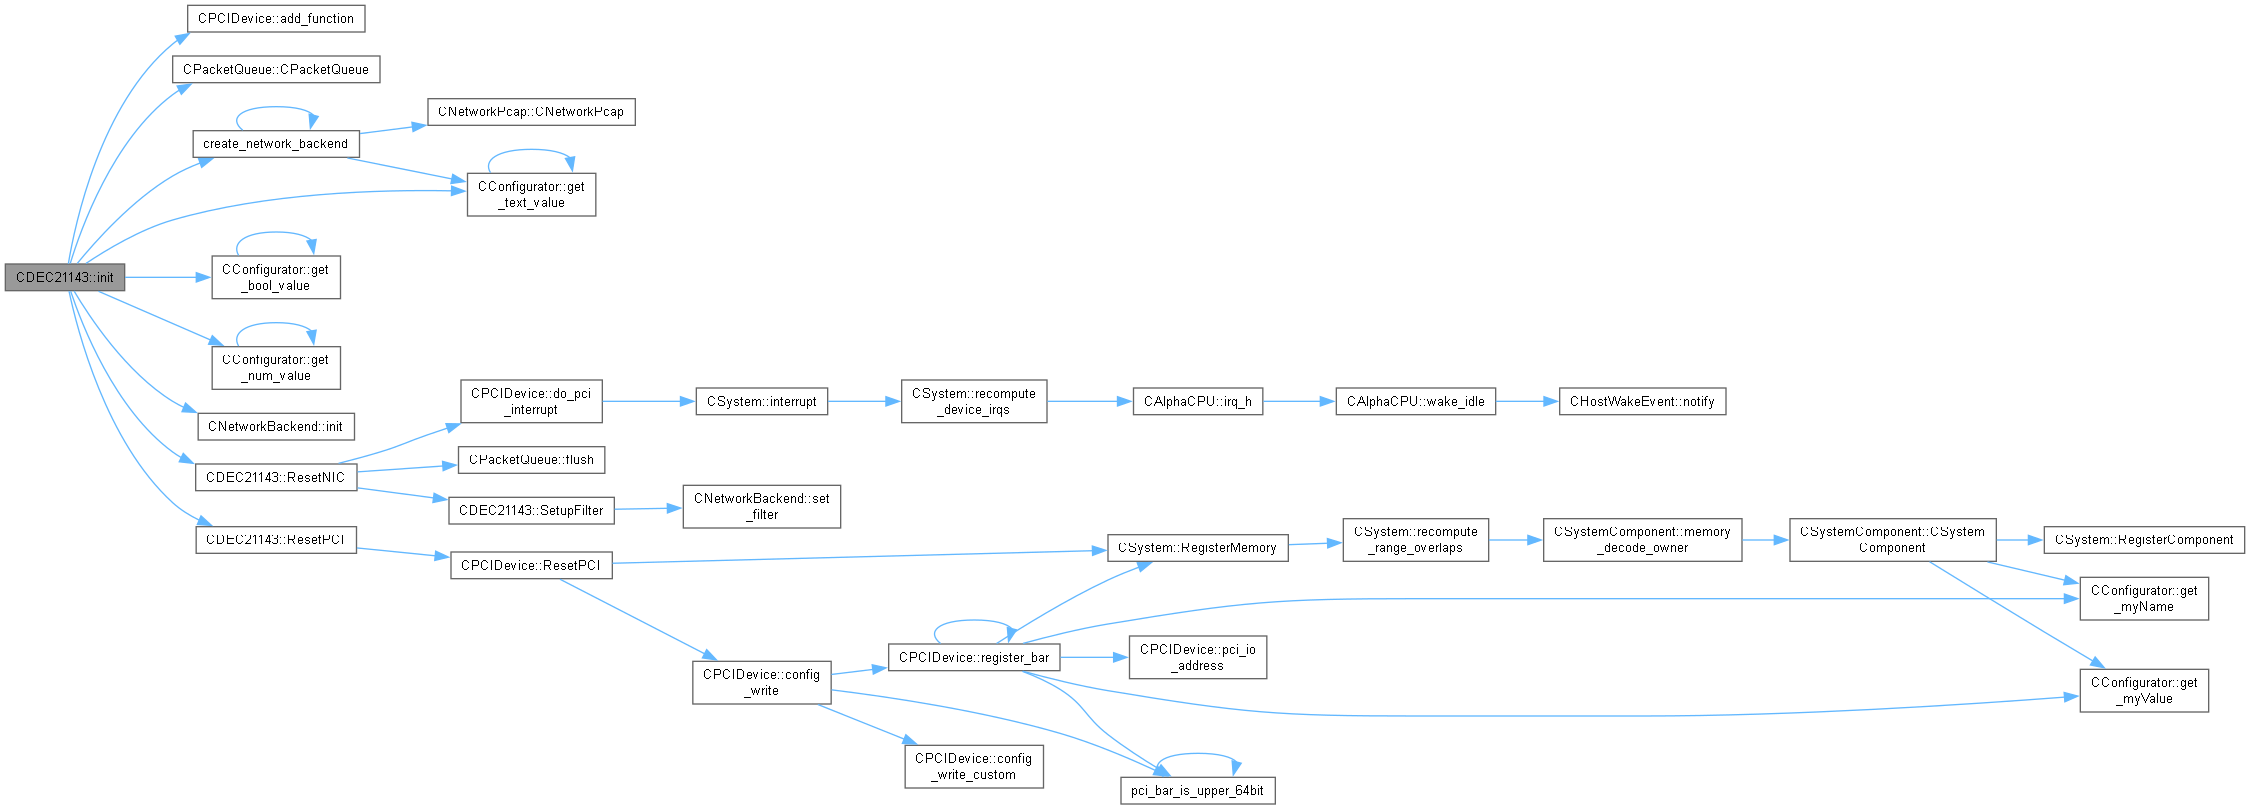 CPCIDevice::add_function
CPacketQueue::CPacketQueue
CNetworkPcap::CNetworkPcap
create_network_backend
CConfigurator::get
_text_value
CDEC21143::init
CConfigurator::get
_bool_value
CConfigurator::get
_num_value
CNetworkBackend::init
CPCIDevice::do_pci
_interrupt
CSystem::interrupt
CSystem::recompute
_device_irqs
CAlphaCPU::irq_h
CAlphaCPU::wake_idle
CHostWakeEvent::notify
CPacketQueue::flush
CDEC21143::ResetNIC
CDEC21143::SetupFilter
CNetworkBackend::set
_filter
CDEC21143::ResetPCI
CPCIDevice::ResetPCI
CSystem::RegisterMemory
CSystem::recompute
_range_overlaps
CSystemComponent::memory
_decode_owner
CSystemComponent::CSystem
Component
CSystem::RegisterComponent
CConfigurator::get
_myName
CPCIDevice::config
_write
CPCIDevice::register_bar
CPCIDevice::pci_io
_address
CConfigurator::get
_myValue
CPCIDevice::config
_write_custom
pci_bar_is_upper_64bit